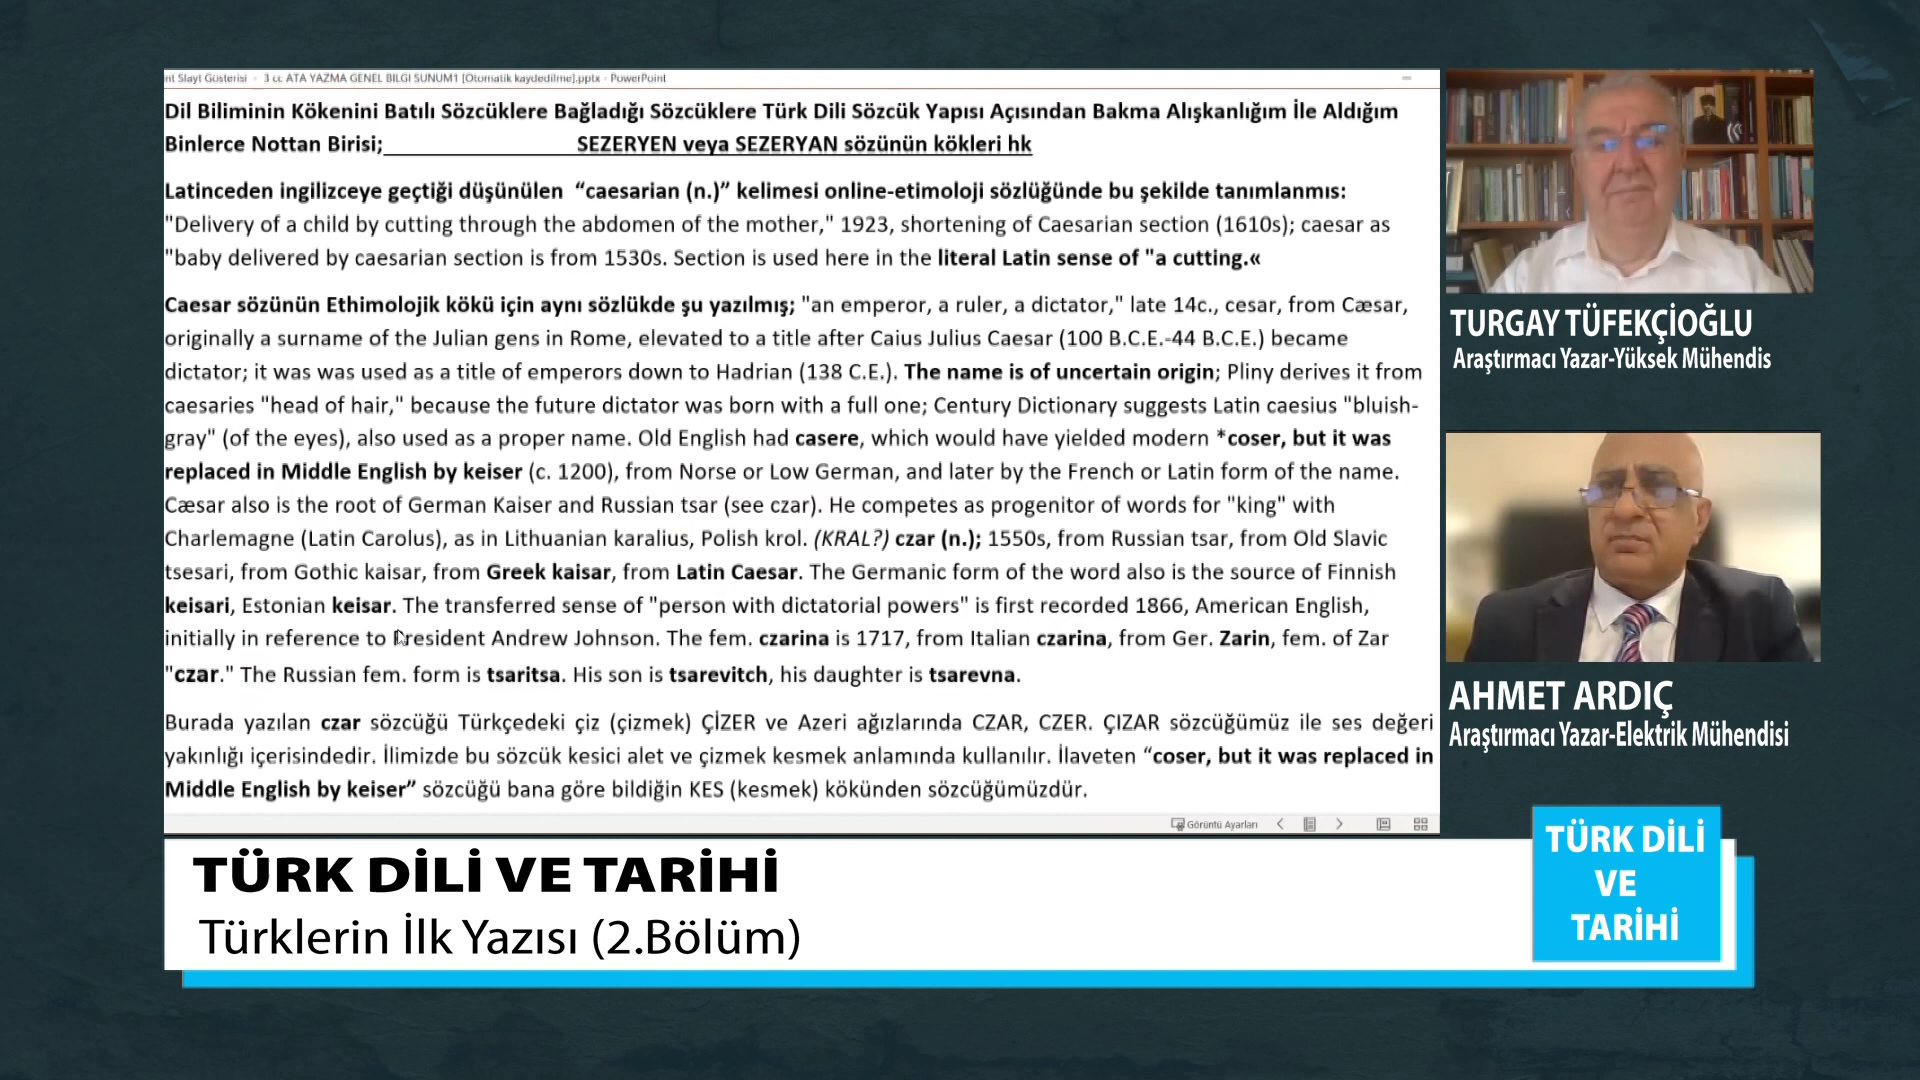 nt Slayt Gösterisi - 3 cc ATA YAZMA GENEL BILGI SUNUM1 [Otomatik kaydedilme].pptx - PowerPoint
Dil Biliminin Kökenini Batılı Sözcüklere Bağladığı Sözcüklere Türk Dili Sözcük Yapısı Açısından Bakma Alışkanlığım İle Aldığım
Binlerce Nottan Birisi; SEZERYEN veya SEZERYAN sözünün kökleri hk
Latinceden ingilizceye geçtiği düşünülen “caesarian (n.)” kelimesi online-etimoloji sözlüğünde bu şekilde tanımlanmış:
"Delivery of a child by cutting through the abdomen of the mother," 1923, shortening of Caesarian section (1610s); caesar as
"baby delivered by caesarian section is from 1530s. Section is used here in the literal Latin sense of "a cutting.«
Caesar sözünün Ethimolojik kökü için aynı sözlükde şu yazılmış; "an emperor, a ruler, a dictator," late 14c., cesar, from Cæsar,
originally a surname of the Julian gens in Rome, elevated to a title after Caius Julius Caesar (100 B.C.E.-44 B.C.E.) became
dictator; it was was used as a title of emperors down to Hadrian (138 C.E.). The name is of uncertain origin; Pliny derives it from
caesaries "head of hair," because the future dictator was born with a full one; Century Dictionary suggests Latin caesius "bluish-
gray" (of the eyes), also used as a proper name. Old English had casere, which would have yielded modern *coser, but it was
replaced in Middle English by keiser (c. 1200), from Norse or Low German, and later by the French or Latin form of the name.
Cæsar also is the root of German Kaiser and Russian tsar (see czar). He competes as progenitor of words for "king" with
Charlemagne (Latin Carolus), as in Lithuanian karalius, Polish krol. (KRAL?) czar (n.); 1550s, from Russian tsar, from Old Slavic
tsesari, from Gothic kaisar, from Greek kaisar, from Latin Caesar. The Germanic form of the word also is the source of Finnish
keisari, Estonian keisar. The transferred sense of "person with dictatorial powers" is first recorded 1866, American English,
initially in reference to President Andrew Johnson. The fem. czarina is 1717, from Italian czarina, from Ger. Zarin, fem. of Zar
"czar." The Russian fem. form is tsaritsa. His son is tsarevitch, his daughter is tsarevna.
Burada yazılan czar sözcüğü Türkçedeki çiz (çizmek) ÇİZER ve Azeri ağızlarında CZAR, CZER. ÇIZAR sözcüğümüz ile ses değeri
yakınlığı içerisindedir. İlimizde bu sözcük kesici alet ve çizmek kesmek anlamında kullanılır. İlaveten “coser, but it was replaced in
Middle English by keiser” sözcüğü bana göre bildiğin KES (kesmek) kökünden sözcüğümüzdür.
Görüntü Ayarları
TURGAY TÜFEKÇİOĞLU
Araştırmacı Yazar-Yüksek Mühendis
AHMET ARDIÇ
Araştırmacı Yazar-Elektrik Mühendisi
TÜRK DİLİ VE TARİHİ
Türklerin İlk Yazısı (2.Bölüm)
TÜRK DİLİ
VE
TARİHİ